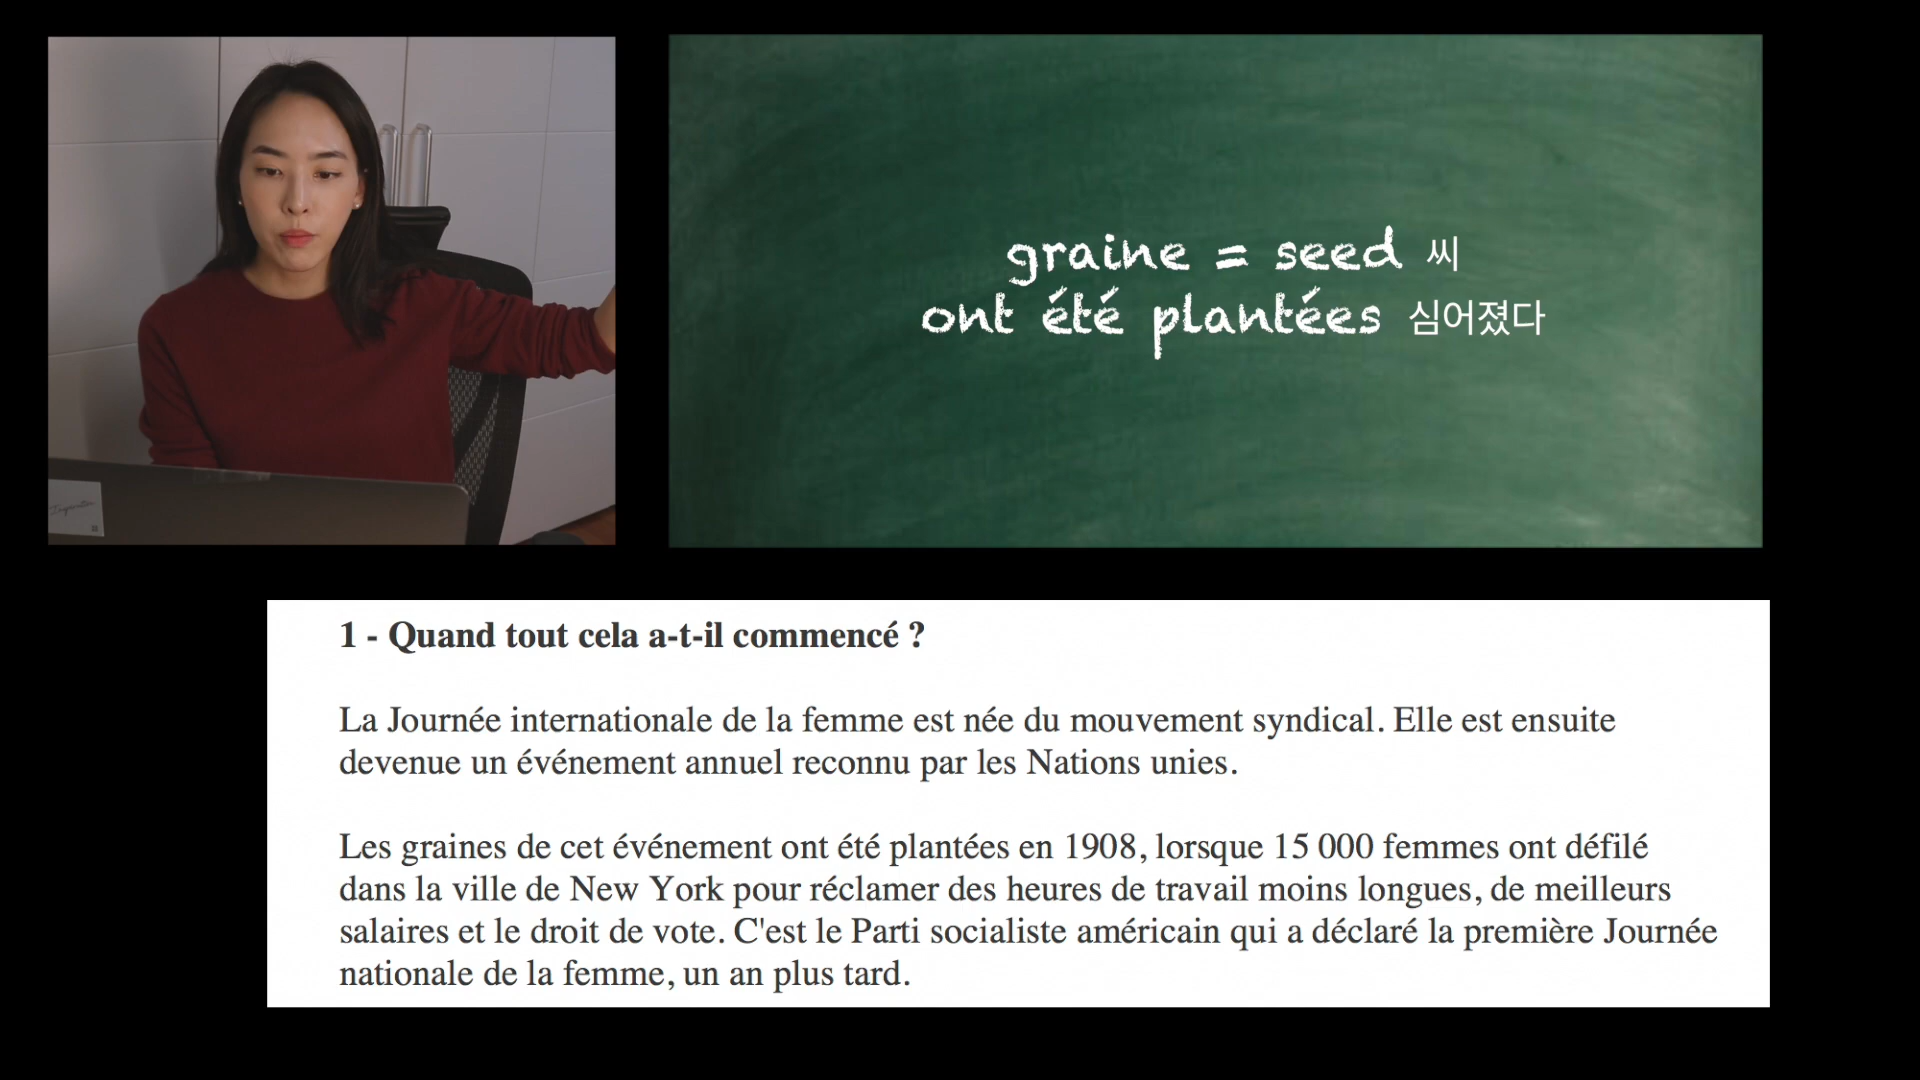 graine = seed 씨
ont été plantées 심어졌다
1 - Quand tout cela a-t-il commencé ?
La Journée internationale de la femme est née du mouvement syndical. Elle est ensuite
devenue un événement annuel reconnu par les Nations unies.
Les graines de cet événement ont été plantées en 1908, lorsque 15 000 femmes ont défilé
dans la ville de New York pour réclamer des heures de travail moins longues, de meilleurs
salaires et le droit de vote. C'est le Parti socialiste américain qui a déclaré la première Journée
nationale de la femme, un an plus tard.